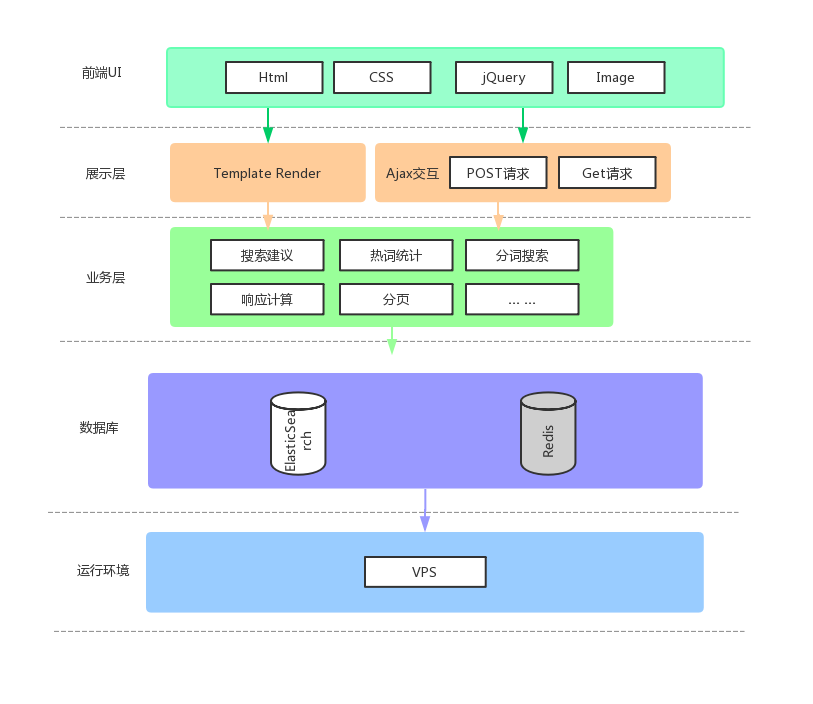 前端UI
Html
CSS
jQuery
Image
展示层
Template Render
Ajax交互
POST请求
Get请求
业务层
搜索建议
热词统计
分词搜索
响应计算
分页
... ...
数据库
ElasticSea
rch
Redis
运行环境
VPS